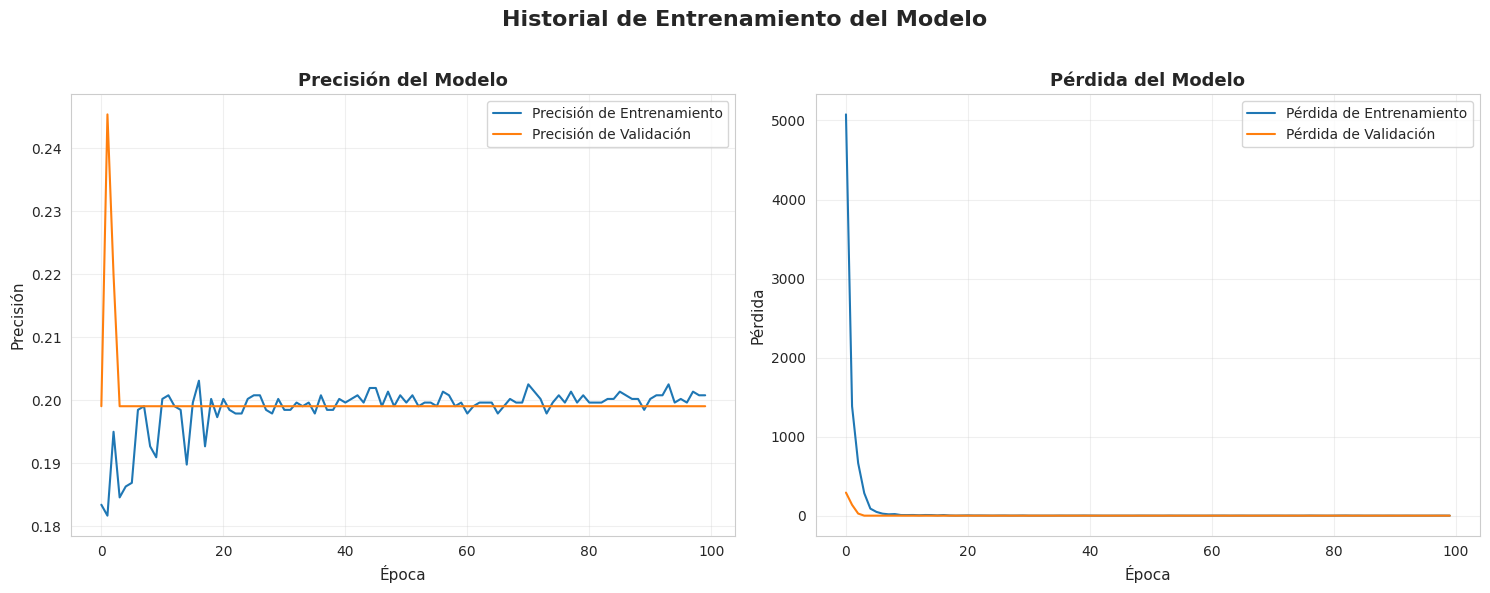 Historial de Entrenamiento del Modelo
Precisión del Modelo
Precisión de Entrenamiento
Precisión de Validación
Precisión
0.24
0.23
0.22
0.21
0.20
0.19
0.18
0 20 40 60 80 100
Época
Pérdida del Modelo
Pérdida de Entrenamiento
Pérdida de Validación
Pérdida
5000
4000
3000
2000
1000
0
0 20 40 60 80 100
Época